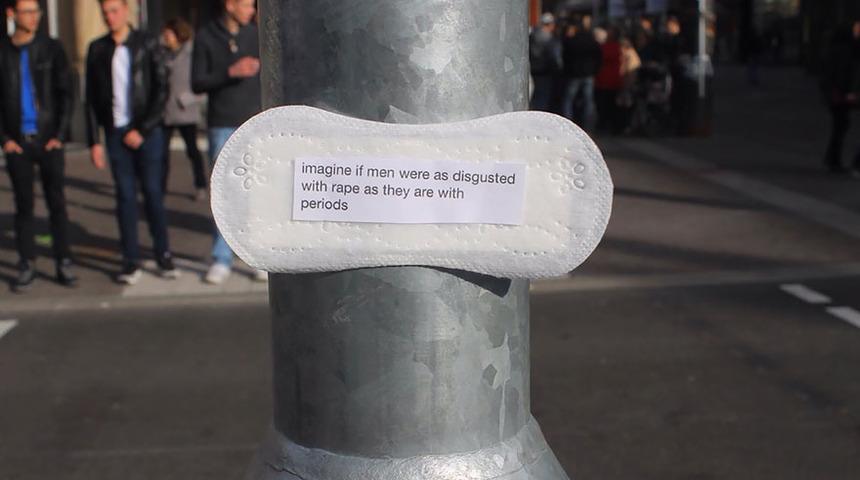 imagine if men were as disgusted
with rape as they are with
periods